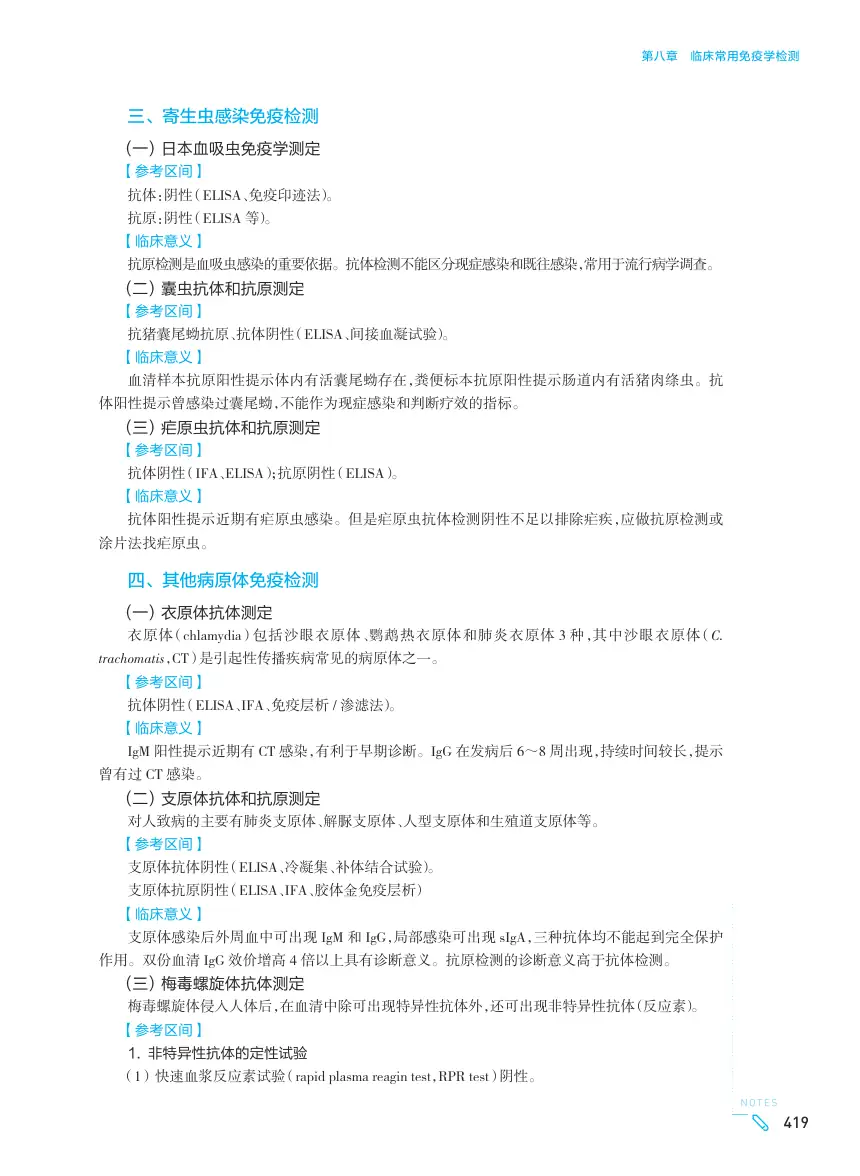 第八章 临床常用免疫学检测
三、寄生虫感染免疫检测
(一)日本血吸虫免疫学测定
【参考区间】
抗体:阴性(ELISA、免疫印迹法)。
抗原:阴性(ELISA 等)。
【临床意义】
抗原检测是血吸虫感染的重要依据。抗体检测不能区分现症感染和既往感染,常用于流行病学调查。
(二)囊虫抗体和抗原测定
【参考区间】
抗猪囊尾蚴抗原、抗体阴性(ELISA、间接血凝试验)。
【临床意义】
血清样本抗原阳性提示体内有活囊尾蚴存在,粪便标本抗原阳性提示肠道内有活猪肉绦虫。抗
体阳性提示曾感染过囊尾蚴,不能作为现症感染和判断疗效的指标。
(三)疟原虫抗体和抗原测定
【参考区间】
抗体阴性(IFA、ELISA);抗原阴性(ELISA)。
【临床意义】
抗体阳性提示近期有疟原虫感染。但是疟原虫抗体检测阴性不足以排除疟疾,应做抗原检测或
涂片法找疟原虫。
四、其他病原体免疫检测
(一)衣原体抗体测定
衣原体(chlamydia)包括沙眼衣原体、鹦鹉热衣原体和肺炎衣原体 3 种,其中沙眼衣原体(C.
trachomatis,CT)是引起性传播疾病常见的病原体之一。
【参考区间】
抗体阴性(ELISA、IFA、免疫层析 / 渗滤法)。
【临床意义】
IgM 阳性提示近期有 CT 感染,有利于早期诊断。IgG 在发病后 6～8 周出现,持续时间较长,提示
曾有过 CT 感染。
(二)支原体抗体和抗原测定
对人致病的主要有肺炎支原体、解脲支原体、人型支原体和生殖道支原体等。
【参考区间】
支原体抗体阴性(ELISA、冷凝集、补体结合试验)。
支原体抗原阴性(ELISA、IFA、胶体金免疫层析)
【临床意义】
支原体感染后外周血中可出现 IgM 和 IgG,局部感染可出现 sIgA,三种抗体均不能起到完全保护
作用。双份血清 IgG 效价增高 4 倍以上具有诊断意义。抗原检测的诊断意义高于抗体检测。
(三)梅毒螺旋体抗体测定
梅毒螺旋体侵入人体后,在血清中除可出现特异性抗体外,还可出现非特异性抗体(反应素)。
【参考区间】
1. 非特异性抗体的定性试验
(1)快速血浆反应素试验(rapid plasma reagin test,RPR test)阴性。
NOTES
419